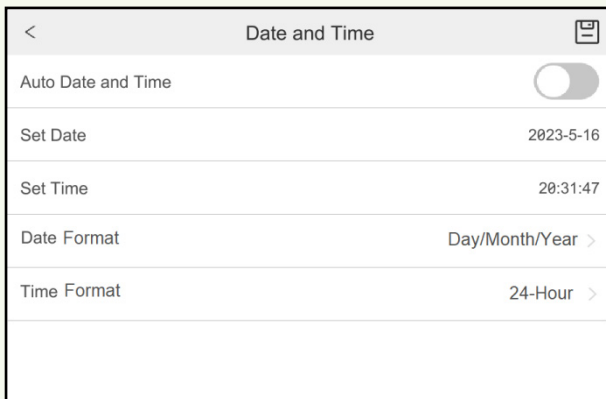 Date and Time
Auto Date and Time
Set Date 2023-5-16
Set Time 20:31:47
Date Format Day/Month/Year
Time Format 24-Hour